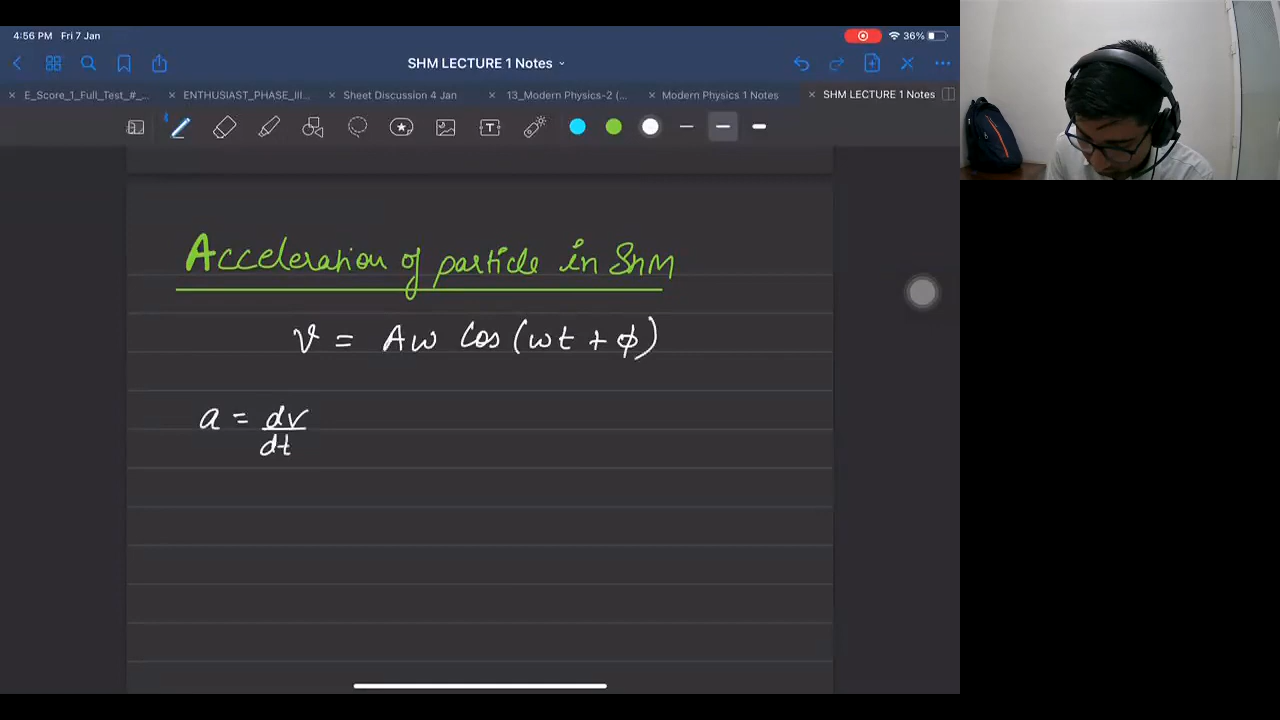 4:56 PM Fri 7 Jan
36%
SHM LECTURE 1 Notes
E_Score_1_Full_Test_#_...
ENTHUSIAST_PHASE_III...
Sheet Discussion 4 Jan
13_Modern Physics-2 (...
Modern Physics 1 Notes
SHM LECTURE 1 Notes
Acceleration of particle in ShM
v = Aω Cos(ωt + ϕ)
a = dv/dt